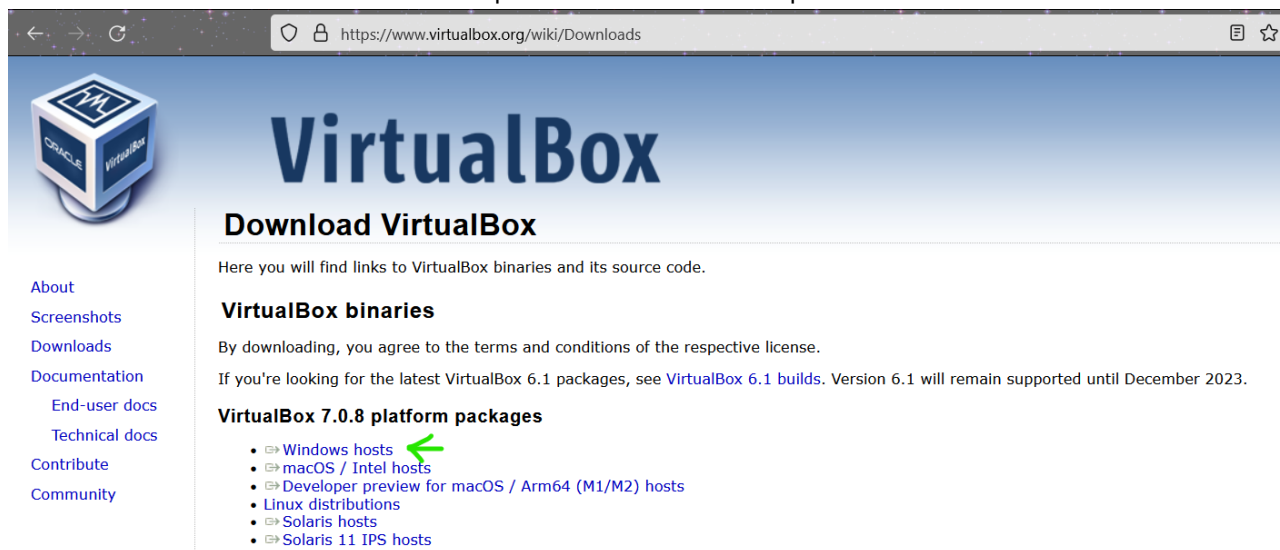 https://www.virtualbox.org/wiki/Downloads
ORACLE
VirtualBox
VirtualBox
Download VirtualBox
Here you will find links to VirtualBox binaries and its source code.
About
Screenshots
Downloads
Documentation
End-user docs
Technical docs
Contribute
Community
VirtualBox binaries
By downloading, you agree to the terms and conditions of the respective license.
If you're looking for the latest VirtualBox 6.1 packages, see VirtualBox 6.1 builds. Version 6.1 will remain supported until December 2023.
VirtualBox 7.0.8 platform packages
• Windows hosts
• macOS / Intel hosts
• Developer preview for macOS / Arm64 (M1/M2) hosts
• Linux distributions
• Solaris hosts
• Solaris 11 IPS hosts